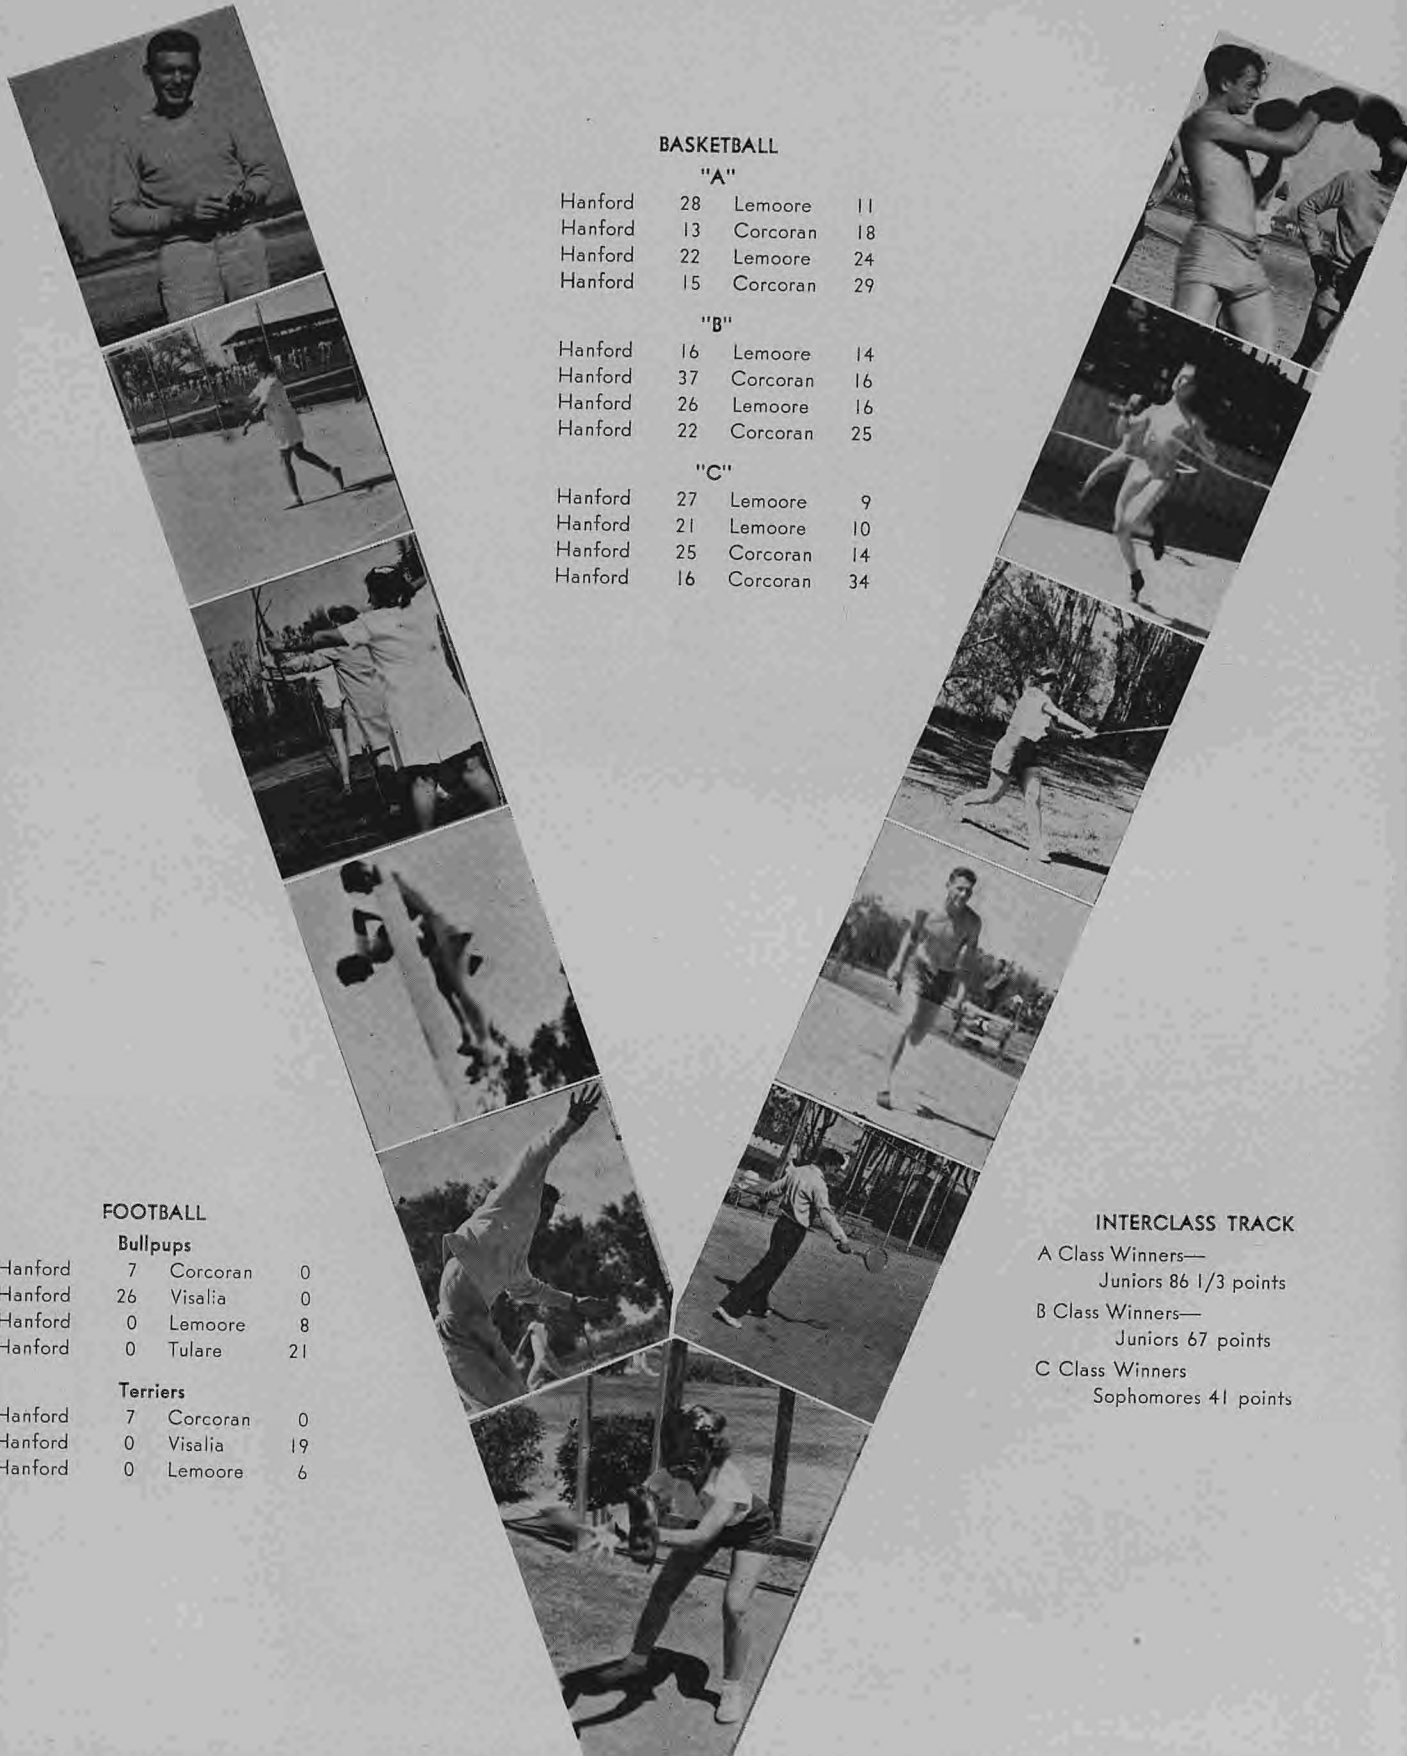 BASKETBALL
"A"
Hanford 28 Lemoore 11
Hanford 13 Corcoran 18
Hanford 22 Lemoore 24
Hanford 15 Corcoran 29
"B"
Hanford 16 Lemoore 14
Hanford 37 Corcoran 16
Hanford 26 Lemoore 16
Hanford 22 Corcoran 25
"C"
Hanford 27 Lemoore 9
Hanford 21 Lemoore 10
Hanford 25 Corcoran 14
Hanford 16 Corcoran 34
FOOTBALL
Bullpups
Hanford 7 Corcoran 0
Hanford 26 Visalia 0
Hanford 0 Lemoore 8
Hanford 0 Tulare 21
Terriers
Hanford 7 Corcoran 0
Hanford 0 Visalia 19
Hanford 0 Lemoore 6
INTERCLASS TRACK
A Class Winners—
Juniors 86 1/3 points
B Class Winners—
Juniors 67 points
C Class Winners
Sophomores 41 points